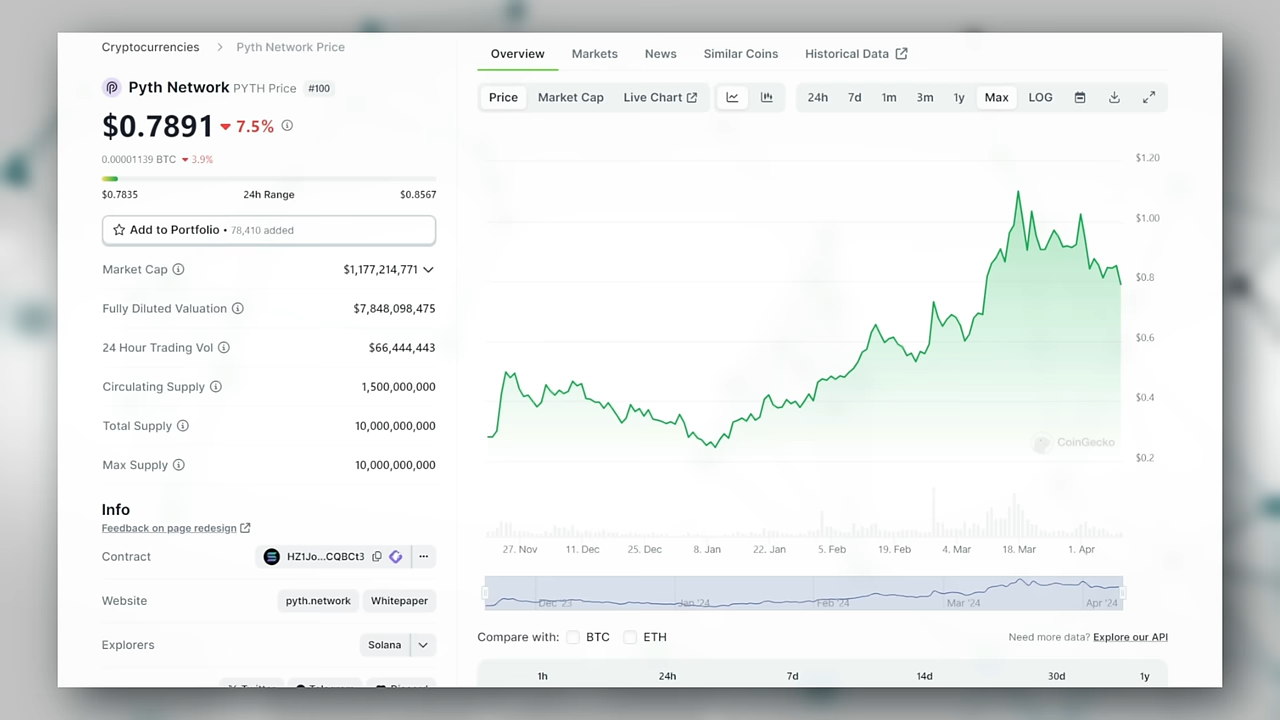 Cryptocurrencies > Pyth Network Price
Pyth Network PYTH Price #100
$0.7891 7.5%
0.00001139 BTC 3.9%
$0.7835 24h Range $0.8567
Add to Portfolio • 78,410 added
Market Cap $1,177,214,771
Fully Diluted Valuation $7,848,098,475
24 Hour Trading Vol $66,444,443
Circulating Supply 1,500,000,000
Total Supply 10,000,000,000
Max Supply 10,000,000,000
Info
Feedback on page redesign
Contract HZ1Jo...CQBCt3
Website pyth.network Whitepaper
Explorers Solana
Overview Markets News Similar Coins Historical Data
Price Market Cap Live Chart 24h 7d 1m 3m 1y Max LOG
$1.20
$1.00
$0.8
$0.6
$0.4
CoinGecko
$0.2
27. Nov 11. Dec 25. Dec 8. Jan 22. Jan 5. Feb 19. Feb 4. Mar 18. Mar 1. Apr
Dec '23 Jan '24 Feb '24 Mar '24 Apr '24
Compare with: BTC ETH Need more data? Explore our API
1h 24h 7d 14d 30d 1y